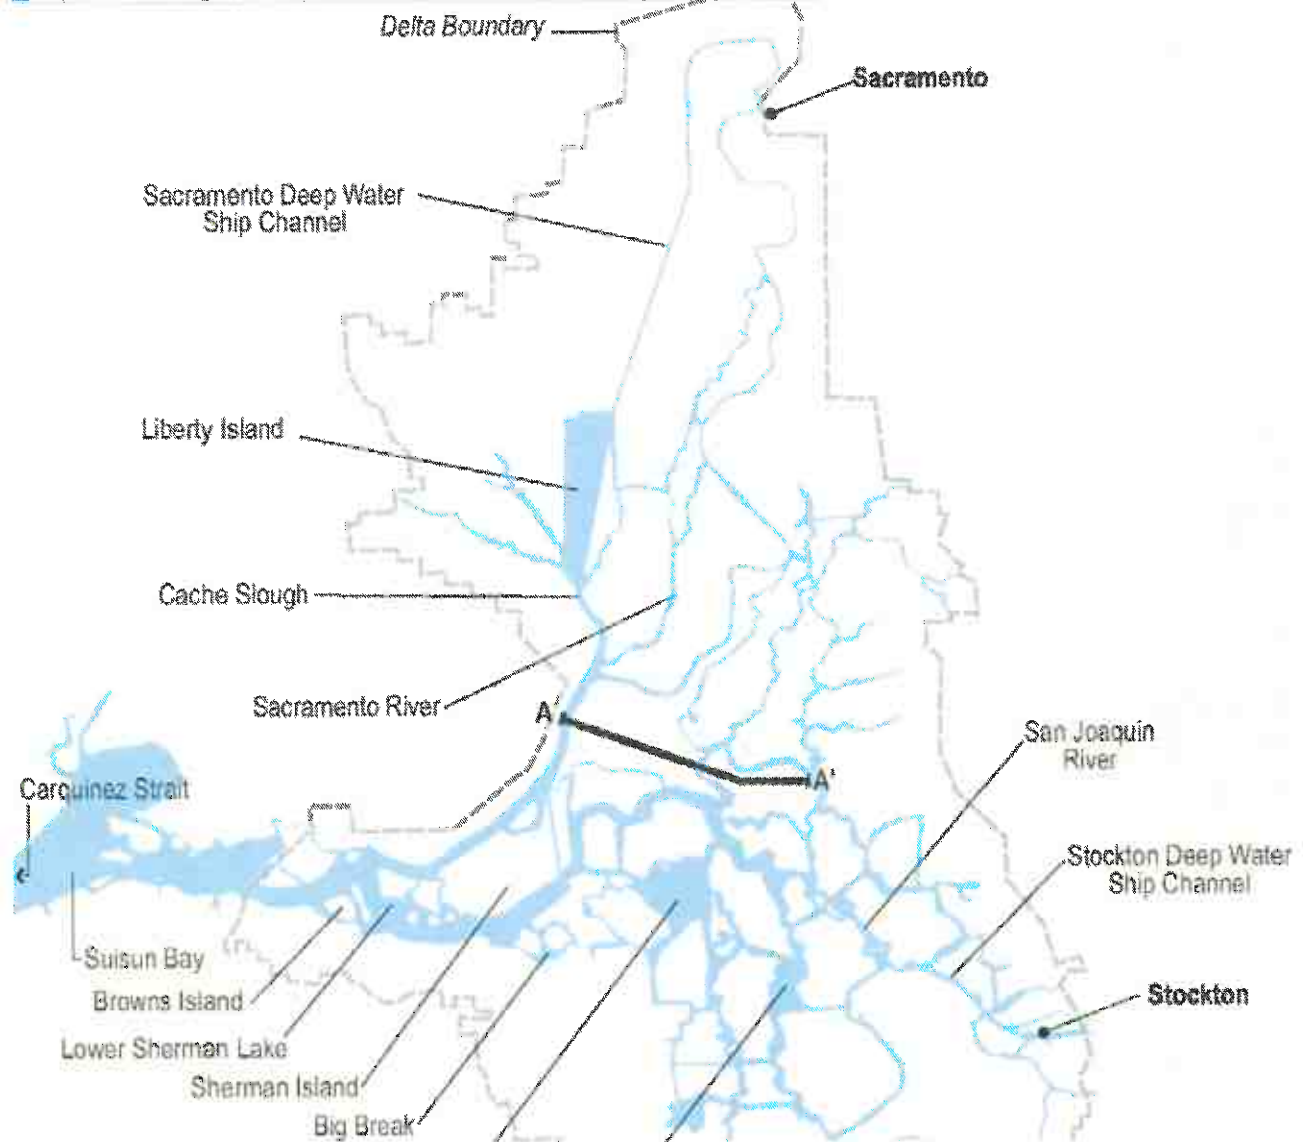 Delta Boundary
Sacramento
Sacramento Deep Water
Ship Channel
Liberty Island
Cache Slough
Sacramento River
A
A'
San Joaquin
River
Carquinez Strait
Stockton Deep Water
Ship Channel
Suisun Bay
Browns Island
Stockton
Lower Sherman Lake
Sherman Island
Big Break